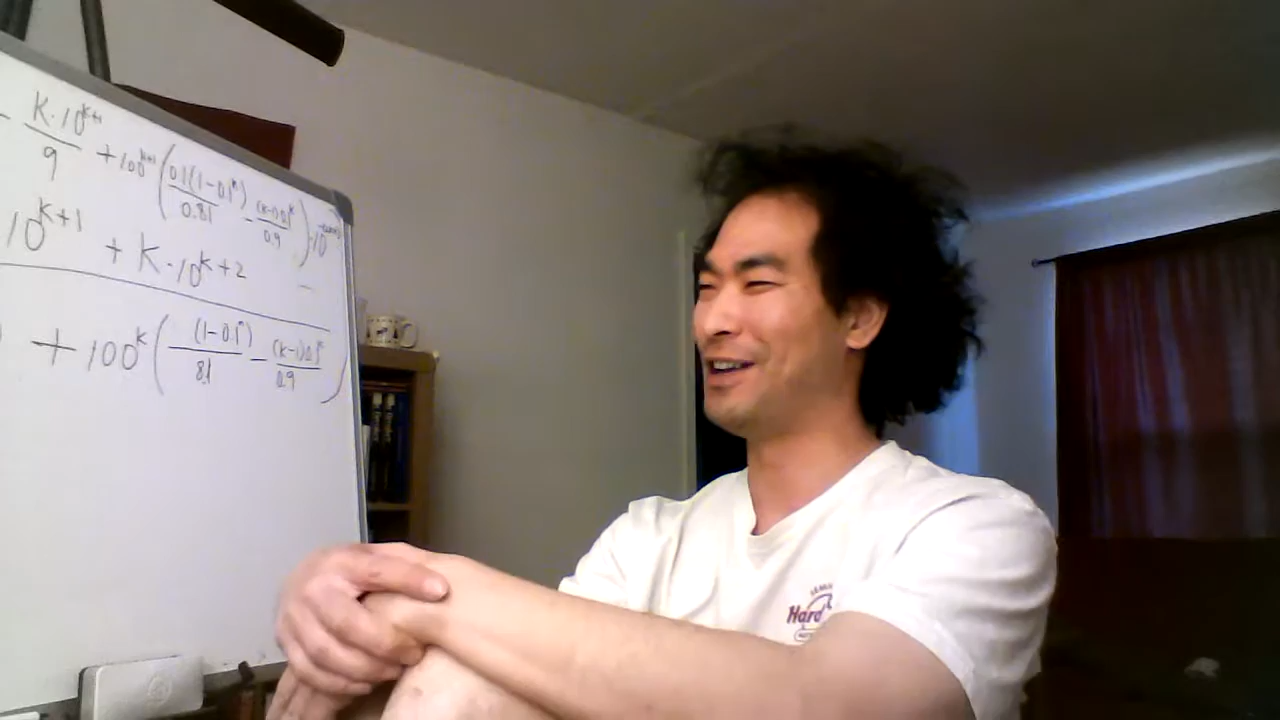 - K·10^{k+1}/9 + 100^{k+1} ( 0.1(1-0.1^k)/0.81 - (k-1)0.1^k/0.9 ) · 10
10^{k+1} + K·10^{k+2} -
+ 100^k ( (1-0.1^k)/8.1 - (k-1)0.1^k/0.9 )
Hard